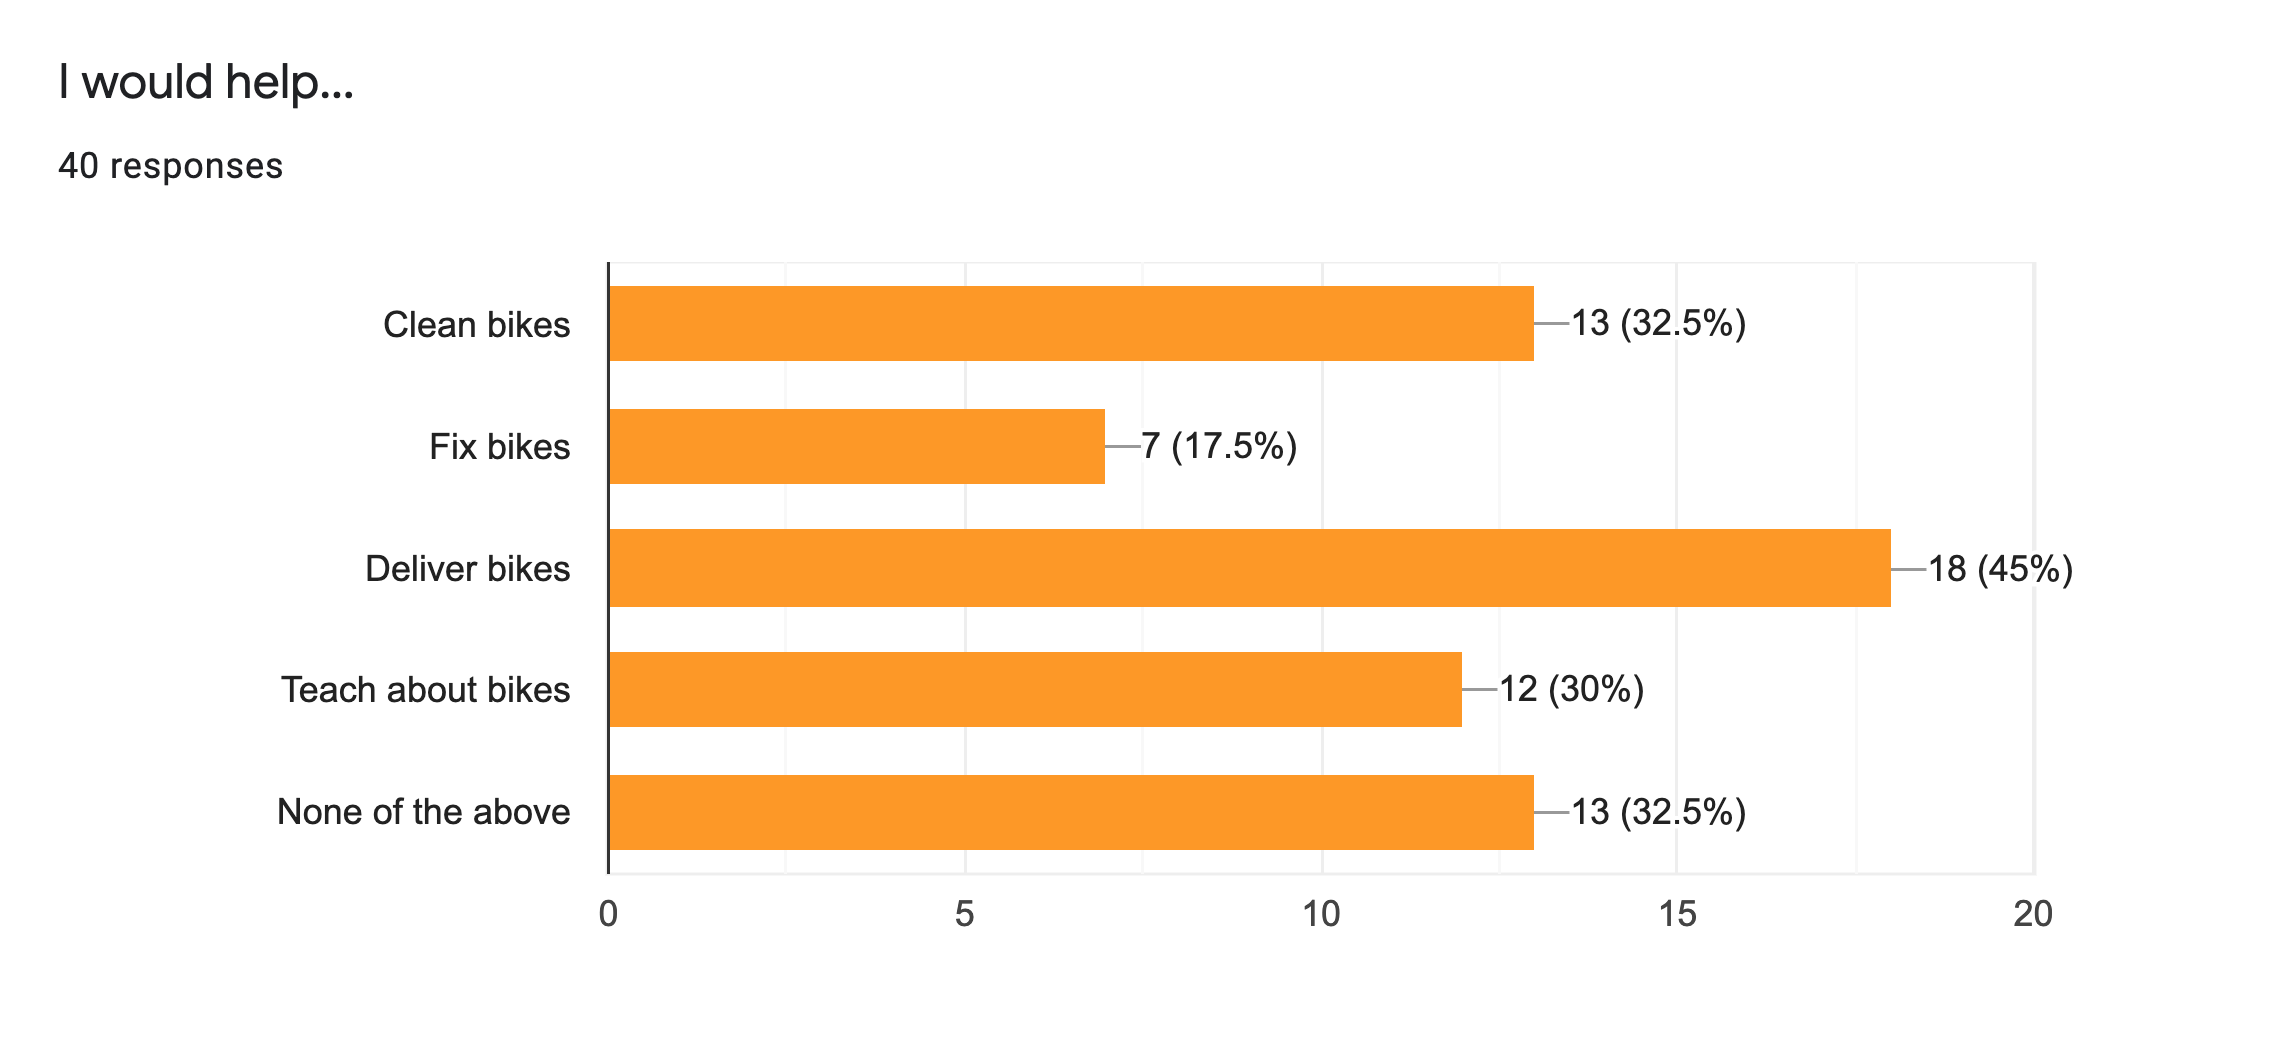 I would help...
40 responses
Clean bikes 13 (32.5%)
Fix bikes 7 (17.5%)
Deliver bikes 18 (45%)
Teach about bikes 12 (30%)
None of the above 13 (32.5%)
0 5 10 15 20